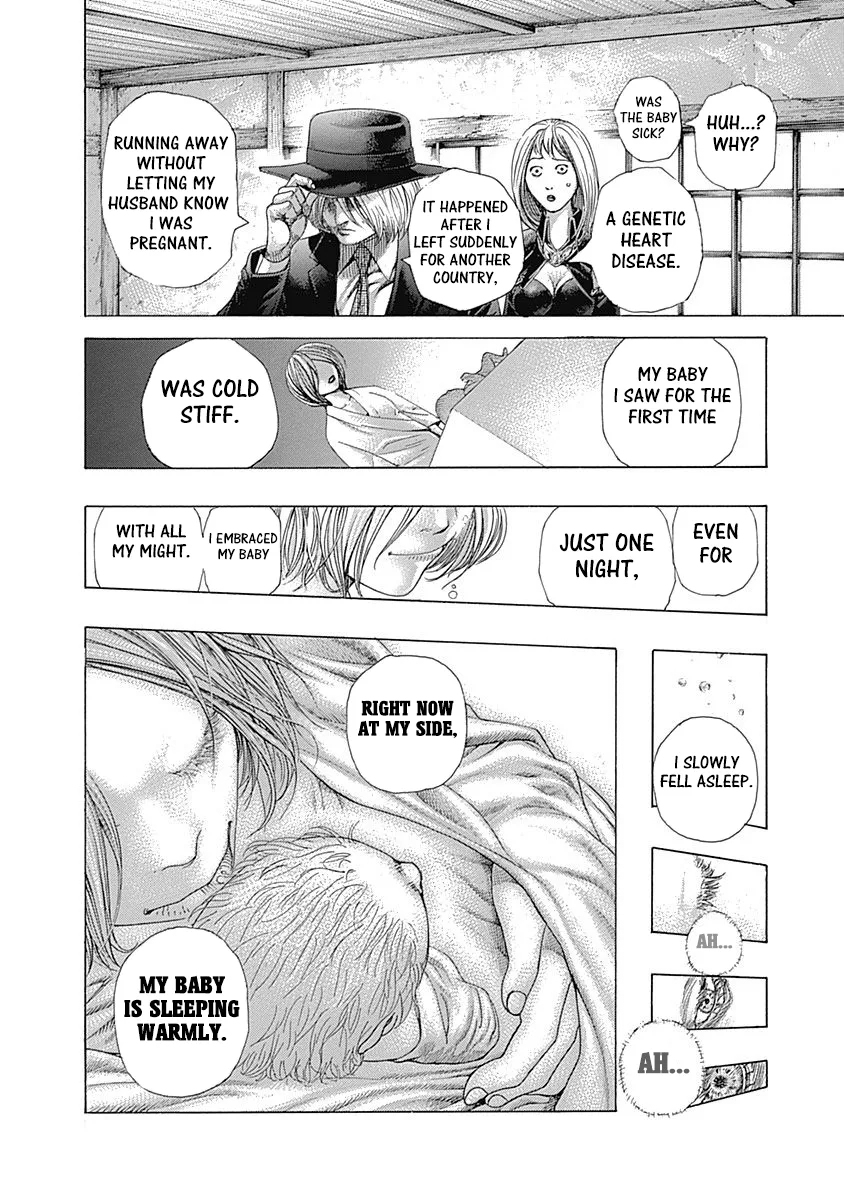 HUH...?
WHY?
WAS
THE BABY
SICK?
A GENETIC
HEART
DISEASE.
IT HAPPENED
AFTER I
LEFT SUDDENLY
FOR ANOTHER
COUNTRY,
RUNNING AWAY
WITHOUT
LETTING MY
HUSBAND KNOW
I WAS
PREGNANT.
MY BABY
I SAW FOR THE
FIRST TIME
WAS COLD
STIFF.
EVEN
FOR
JUST ONE
NIGHT,
I EMBRACED
MY BABY
WITH ALL
MY MIGHT.
I SLOWLY
FELL ASLEEP.
AH...
AH...
RIGHT NOW
AT MY SIDE,
MY BABY
IS SLEEPING
WARMLY.